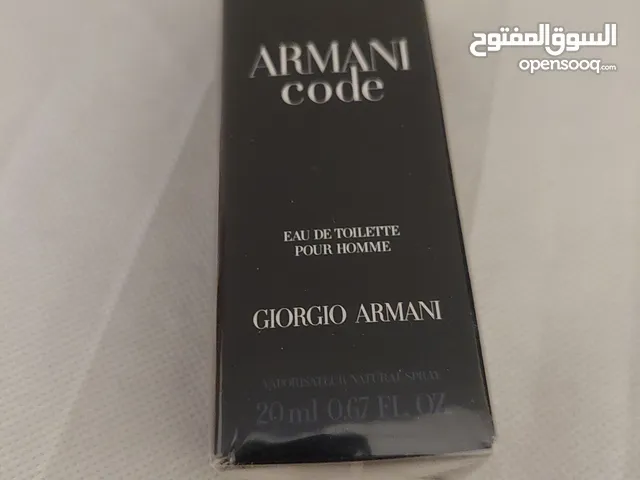 السوق المفتوح
opensooq.com
ARMANI
code
EAU DE TOILETTE
POUR HOMME
GIORGIO ARMANI
VAPORISATEUR NATURAL SPRAY
20 ml 0.67 FL. OZ.